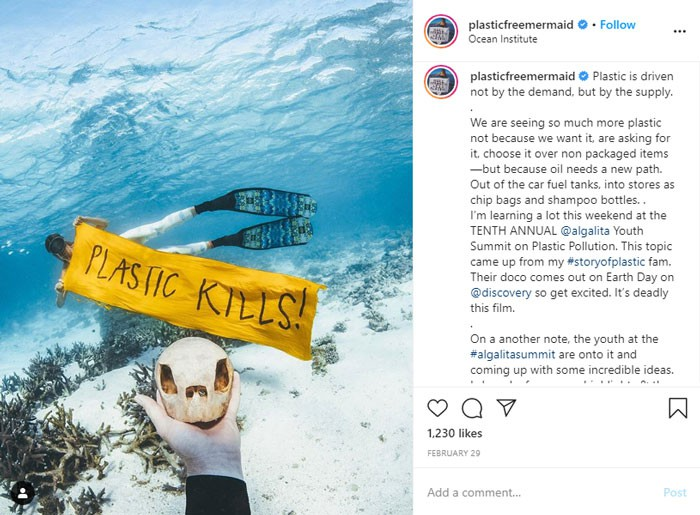 PLASTIC KILLS!
plasticfreemermaid • Follow
Ocean Institute
plasticfreemermaid Plastic is driven
not by the demand, but by the supply.
.
We are seeing so much more plastic
not because we want it, are asking for
it, choose it over non packaged items
—but because oil needs a new path.
Out of the car fuel tanks, into stores as
chip bags and shampoo bottles. .
I'm learning a lot this weekend at the
TENTH ANNUAL @algalita Youth
Summit on Plastic Pollution. This topic
came up from my #storyofplastic fam.
Their doco comes out on Earth Day on
@discovery so get excited. It's deadly
this film.
.
On a another note, the youth at the
#algalitasummit are onto it and
coming up with some incredible ideas.
1,230 likes
FEBRUARY 29
Add a comment...
Post